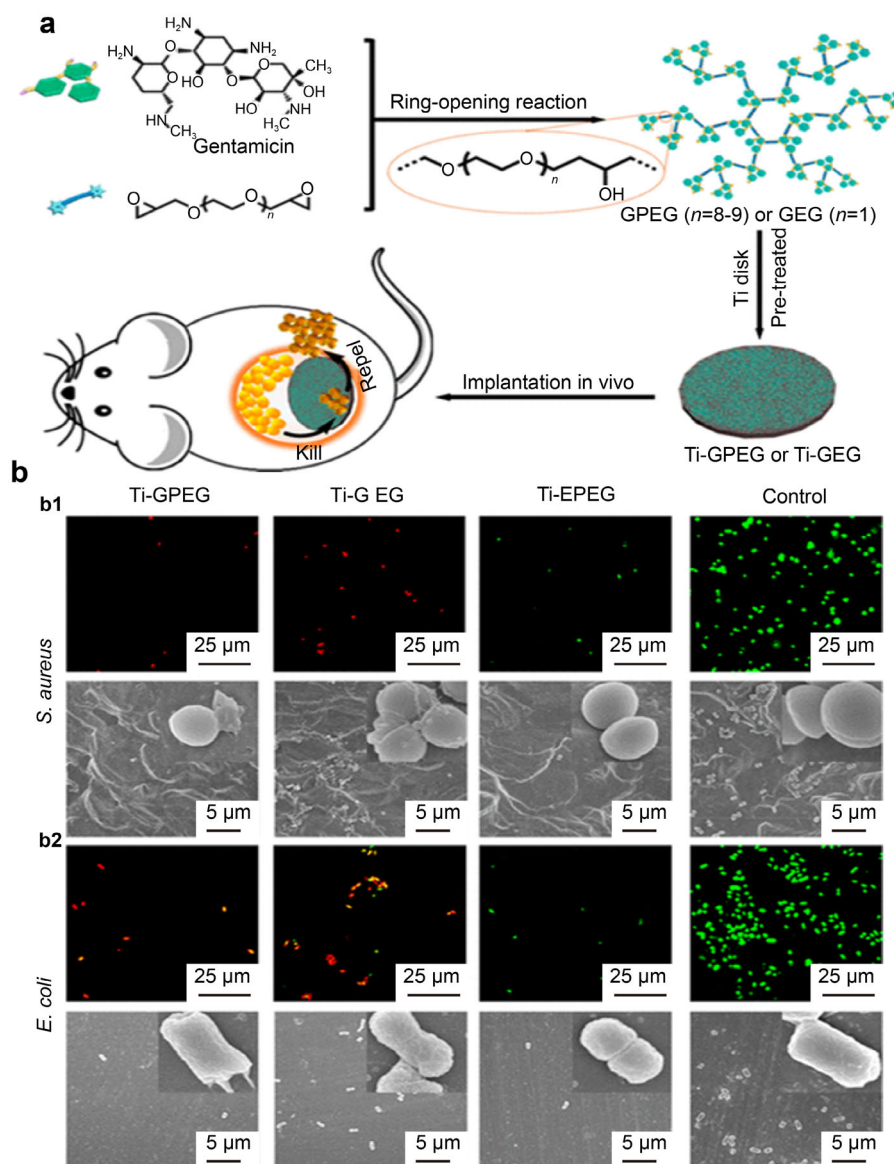 a
H₂N
O
NH₂
NH₂
H₂N
O
HO
O
O
CH₃
OH
HO
NH
H₃C
HN
CH₃
Gentamicin
O
O
O
n
O
Ring-opening reaction
O
O
n
OH
GPEG (n=8-9) or GEG (n=1)
Ti disk
Pre-treated
Repel
Kill
Implantation in vivo
Ti-GPEG or Ti-GEG
b
Ti-GPEG
Ti-G EG
Ti-EPEG
Control
b1
S. aureus
25 μm
25 μm
25 μm
25 μm
5 μm
5 μm
5 μm
5 μm
b2
E. coli
25 μm
25 μm
25 μm
25 μm
5 μm
5 μm
5 μm
5 μm